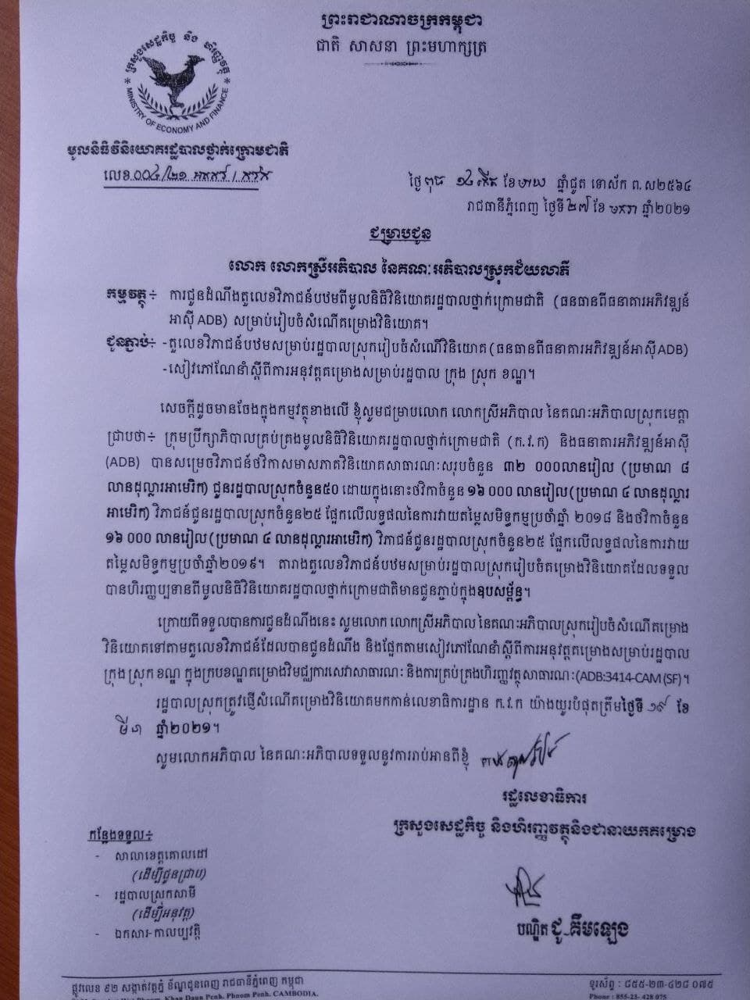 ព្រះរាជាណាចក្រកម្ពុជា
ជាតិ សាសនា ព្រះមហាក្សត្រ
ក្រសួងសេដ្ឋកិច្ច និង ហិរញ្ញវត្ថុ
MINISTRY OF ECONOMY AND FINANCE
មូលនិធិវិនិយោគរដ្ឋបាលថ្នាក់ក្រោមជាតិ
លេខ ០០៤/២១
ថ្ងៃ ពុធ ១៤ កើត ខែ មាឃ ឆ្នាំជូត ទោស័ក ព.ស២៥៦៤
រាជធានីភ្នំពេញ ថ្ងៃទី ២៧ ខែ មករា ឆ្នាំ២០២១
ជម្រាបជូន
លោក លោកស្រីអភិបាល នៃគណៈអភិបាលស្រុកជ័យលាភី
កម្មវត្ថុ៖ ការជូនដំណឹងតួលេខវិភាជន៍បឋមពីមូលនិធិវិនិយោគរដ្ឋបាលថ្នាក់ក្រោមជាតិ (ធនធានពីធនាគារអភិវឌ្ឍន៍
អាស៊ី ADB) សម្រាប់រៀបចំសំណើគម្រោងវិនិយោគ។
ជូនភ្ជាប់៖ -តួលេខវិភាជន៍បឋមសម្រាប់រដ្ឋបាលស្រុករៀបចំសំណើវិនិយោគ(ធនធានពីធនាគារអភិវឌ្ឍន៍អាស៊ីADB)
-សៀវភៅណែនាំស្តីពីការអនុវត្តគម្រោងសម្រាប់រដ្ឋបាល ក្រុង ស្រុក ខណ្ឌ។
សេចក្តីដូចមានចែងក្នុងកម្មវត្ថុខាងលើ ខ្ញុំសូមជម្រាបលោក លោកស្រីអភិបាល នៃគណៈអភិបាលស្រុកមេត្តា
ជ្រាបថា៖ ក្រុមប្រឹក្សាភិបាលគ្រប់គ្រងមូលនិធិវិនិយោគរដ្ឋបាលថ្នាក់ក្រោមជាតិ (ក.វ.ក) និងធនាគារអភិវឌ្ឍន៍អាស៊ី
(ADB) បានសម្រេចវិភាជន៍ថវិកាសមាសភាគវិនិយោគសាធារណៈសរុបចំនួន ៣២ ០០០លានរៀល (ប្រមាណ ៨
លានដុល្លារអាមេរិក) ជូនរដ្ឋបាលស្រុកចំនួន៥០ ដោយក្នុងនោះថវិកាចំនួន ១៦ ០០០ លានរៀល(ប្រមាណ ៤ លានដុល្លារ
អាមេរិក) វិភាជន៍ជូនរដ្ឋបាលស្រុកចំនួន២៥ ផ្អែកលើលទ្ធផលនៃការវាយតម្លៃសមិទ្ធកម្មប្រចាំឆ្នាំ ២០១៨ និងថវិកាចំនួន
១៦ ០០០ លានរៀល(ប្រមាណ ៤ លានដុល្លារអាមេរិក) វិភាជន៍ជូនរដ្ឋបាលស្រុកចំនួន២៥ ផ្អែកលើលទ្ធផលនៃការវាយ
តម្លៃសមិទ្ធកម្មប្រចាំឆ្នាំ២០១៩។ តារាងតួលេខវិភាជន៍បឋមសម្រាប់រដ្ឋបាលស្រុករៀបចំគម្រោងវិនិយោគដែលទទួល
បានហិរញ្ញប្បទានពីមូលនិធិវិនិយោគរដ្ឋបាលថ្នាក់ក្រោមជាតិមានជូនភ្ជាប់ក្នុងឧបសម្ព័ន្ធ។
ក្រោយពីទទួលបានការជូនដំណឹងនេះ សូមលោក លោកស្រីអភិបាល នៃគណៈអភិបាលស្រុករៀបចំសំណើគម្រោង
វិនិយោគទៅតាមតួលេខវិភាជន៍ដែលបានជូនដំណឹង និងផ្អែកតាមសៀវភៅណែនាំស្តីពីការអនុវត្តគម្រោងសម្រាប់រដ្ឋបាល
ក្រុង ស្រុក ខណ្ឌ ក្នុងក្របខណ្ឌគម្រោងវិមជ្ឈការសេវាសាធារណៈ និងការគ្រប់គ្រងហិរញ្ញវត្ថុសាធារណៈ(ADB:3414-CAM (SF)។
រដ្ឋបាលស្រុកត្រូវផ្ញើសំណើគម្រោងវិនិយោគមកកាន់លេខាធិការដ្ឋាន ក.វ.ក យ៉ាងយូរបំផុតត្រឹមថ្ងៃទី ១៩ ខែ
មីនា ឆ្នាំ២០២១។
សូមលោកអភិបាល នៃគណៈអភិបាលទទួលនូវការរាប់អានពីខ្ញុំ
រដ្ឋលេខាធិការ
ក្រសួងសេដ្ឋកិច្ច និងហិរញ្ញវត្ថុនិងជានាយកគម្រោង
បណ្ឌិត ជូ គឹមឡេង
កន្លែងទទួល៖
- សាលាខេត្តគោលដៅ
(ដើម្បីជូនជ្រាប)
- រដ្ឋបាលស្រុកសាមី
(ដើម្បីអនុវត្ត)
- ឯកសារ-កាលប្បវត្តិ
ផ្លូវលេខ ៩២ សង្កាត់វត្តភ្នំ ខ័ណ្ឌដូនពេញ រាជធានីភ្នំពេញ កម្ពុជា
ទូរស័ព្ទ : ៨៥៥-២៣-៤២៨ ០៧៥
Khan Daun Penh, Phnom Penh, CAMBODIA.
Phone : 855-23- 428 075